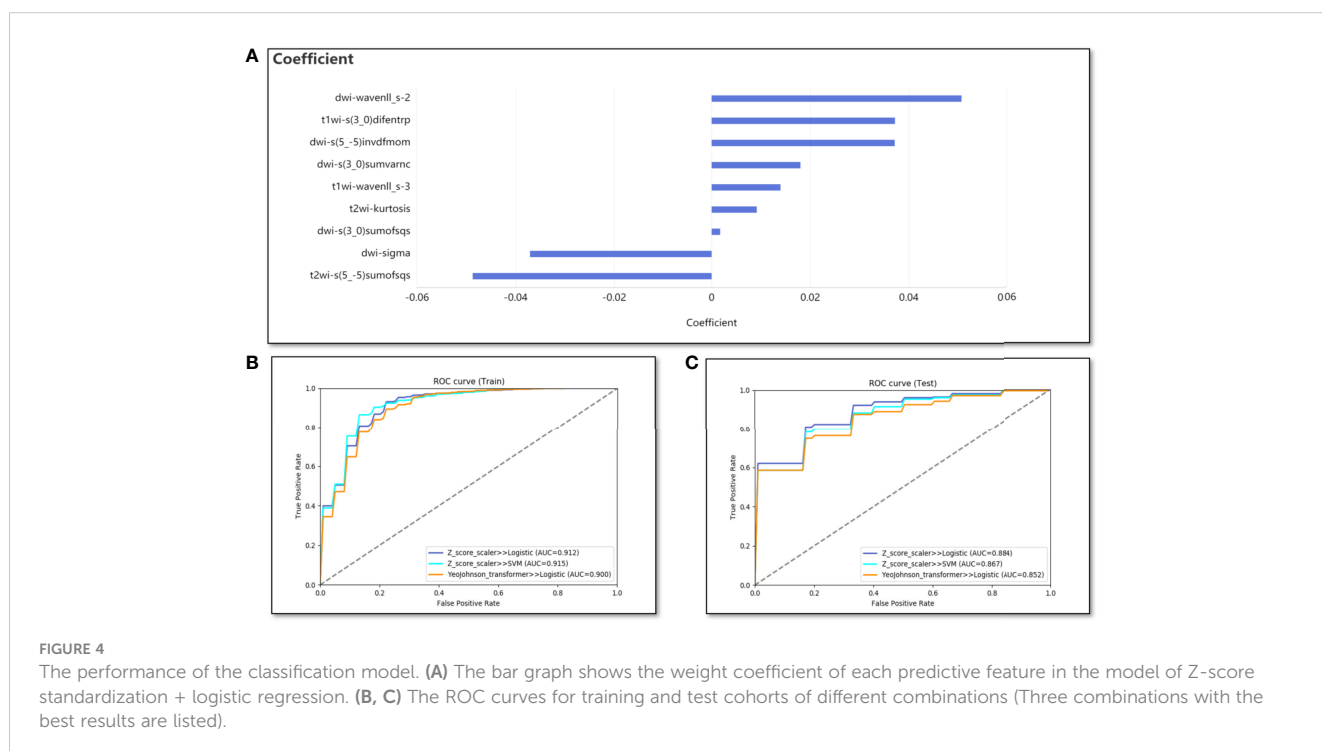 A
Coefficient
dwi-wavenll_s-2
t1wi-s(3_0)difentrp
dwi-s(5_-5)invdfmom
dwi-s(3_0)sumvarnc
t1wi-wavenll_s-3
t2wi-kurtosis
dwi-s(3_0)sumofsqs
dwi-sigma
t2wi-s(5_-5)sumofsqs
-0.06 -0.04 -0.02 0 0.02 0.04 0.06
Coefficient
B
ROC curve (Train)
True Positive Rate
1.0
0.8
0.6
0.4
0.2
0.0
0.0 0.2 0.4 0.6 0.8 1.0
False Positive Rate
Z_score_scaler>>Logistic (AUC=0.912)
Z_score_scaler>>SVM (AUC=0.915)
YeoJohnson_transformer>>Logistic (AUC=0.900)
C
ROC curve (Test)
True Positive Rate
1.0
0.8
0.6
0.4
0.2
0.0
0.0 0.2 0.4 0.6 0.8 1.0
False Positive Rate
Z_score_scaler>>Logistic (AUC=0.884)
Z_score_scaler>>SVM (AUC=0.867)
YeoJohnson_transformer>>Logistic (AUC=0.852)
FIGURE 4
The performance of the classification model. (A) The bar graph shows the weight coefficient of each predictive feature in the model of Z-score
standardization + logistic regression. (B, C) The ROC curves for training and test cohorts of different combinations (Three combinations with the
best results are listed).